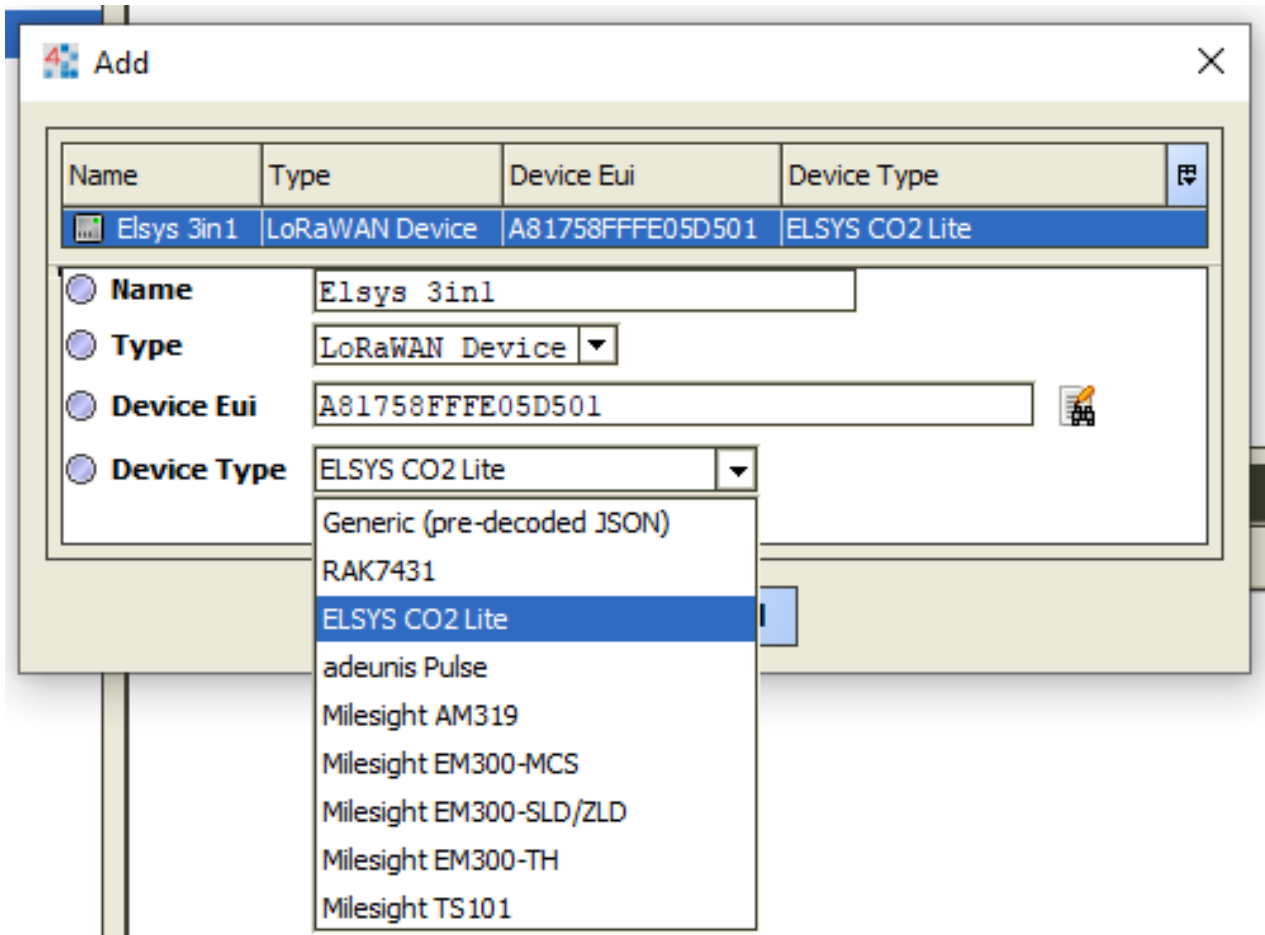 Add
Name Type Device Eui Device Type
Elsys 3in1 LoRaWAN Device A81758FFFE05D501 ELSYS CO2 Lite
Name Elsys 3in1
Type LoRaWAN Device
Device Eui A81758FFFE05D501
Device Type ELSYS CO2 Lite
Generic (pre-decoded JSON)
RAK7431
ELSYS CO2 Lite
adeunis Pulse
Milesight AM319
Milesight EM300-MCS
Milesight EM300-SLD/ZLD
Milesight EM300-TH
Milesight TS101